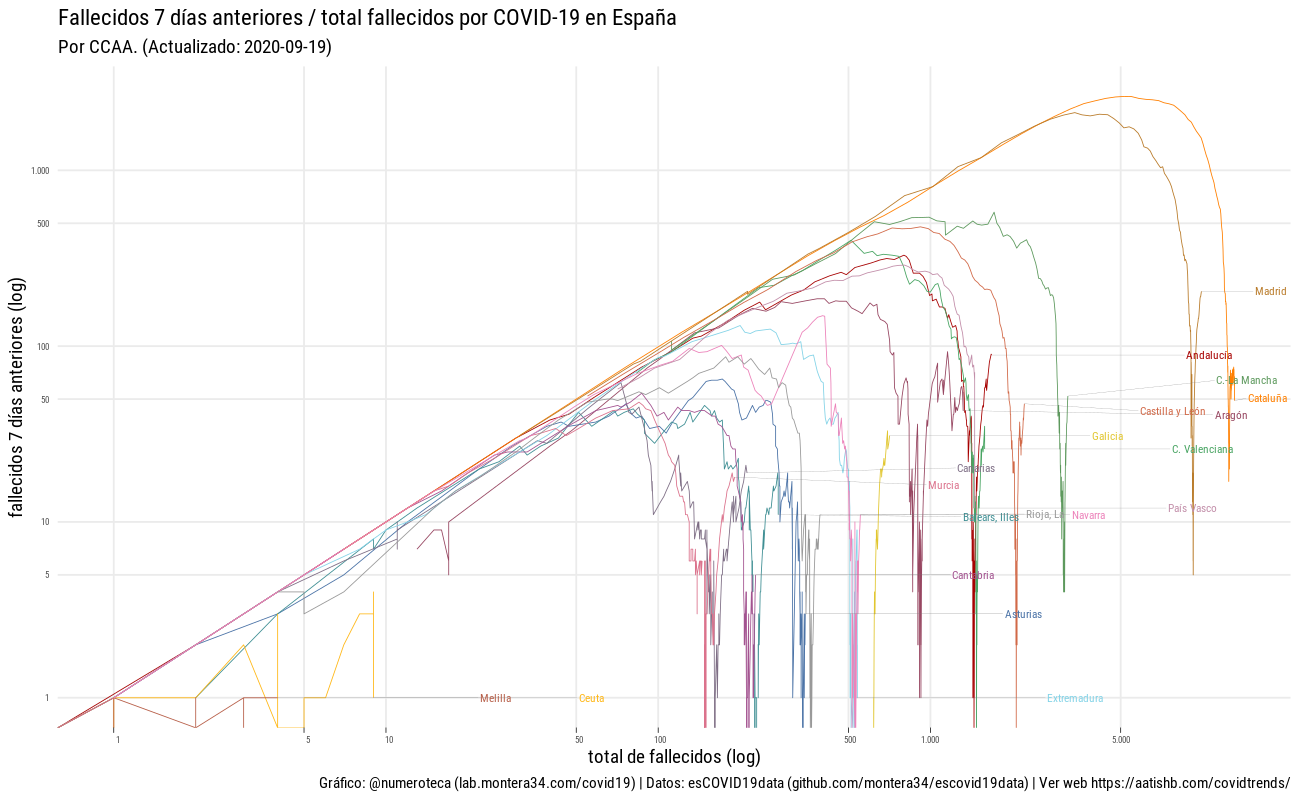 Fallecidos 7 días anteriores / total fallecidos por COVID-19 en España
Por CCAA. (Actualizado: 2020-09-19)
fallecidos 7 días anteriores (log)
1.000
500
100
50
10
5
1
Madrid
Andalucía
C.-La Mancha
Cataluña
Castilla y León
Aragón
Galicia
C. Valenciana
Canarias
Murcia
País Vasco
Balears, Illes
Rioja, La
Navarra
Cantabria
Asturias
Melilla
Ceuta
Extremadura
1
5
10
50
100
500
1.000
5.000
total de fallecidos (log)
Gráfico: @numeroteca (lab.montera34.com/covid19) | Datos: esCOVID19data (github.com/montera34/escovid19data) | Ver web https://aatishb.com/covidtrends/